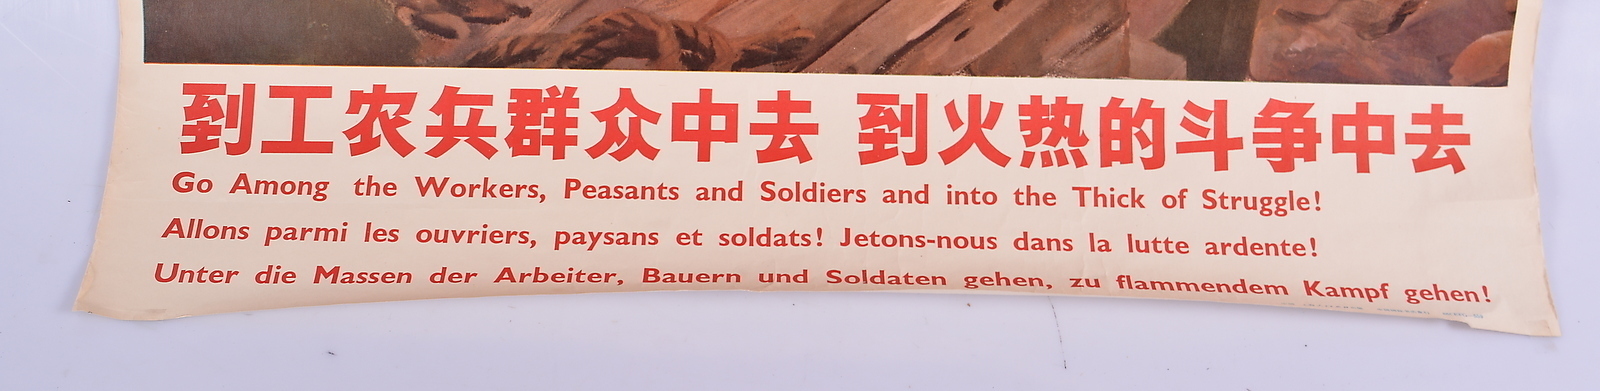 到工农兵群众中去 到火热的斗争中去
Go Among the Workers, Peasants and Soldiers and into the Thick of Struggle!
Allons parmi les ouvriers, paysans et soldats! Jetons-nous dans la lutte ardente!
Unter die Massen der Arbeiter, Bauern und Soldaten gehen, zu flammendem Kampf gehen!